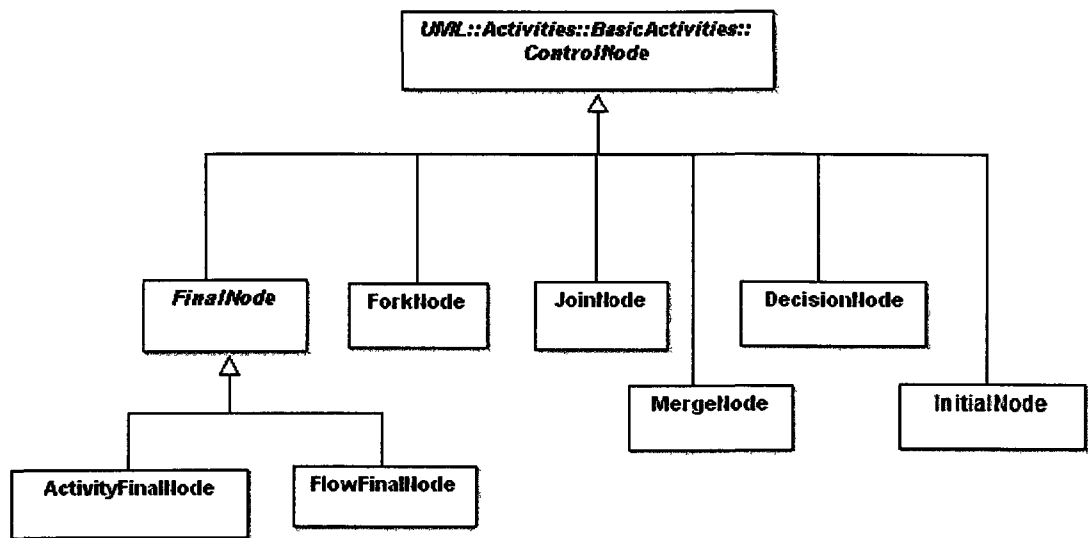 UML::Activities::BasicActivities::
ControlNode
FinalNode
ForkNode
JoinNode
DecisionNode
MergeNode
InitialNode
ActivityFinalNode
FlowFinalNode